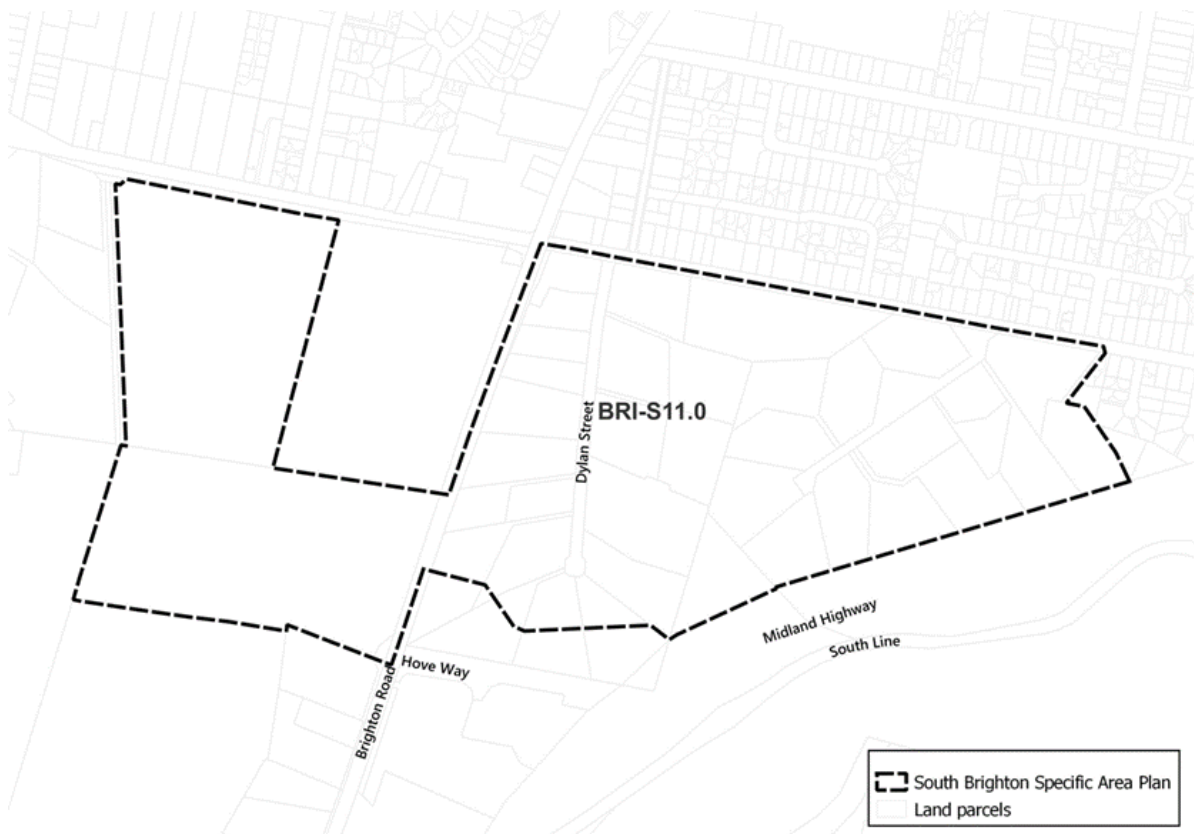 BRI-S11.0
Dylan Street
Midland Highway
South Line
Hove Way
Brighton Road
South Brighton Specific Area Plan
Land parcels